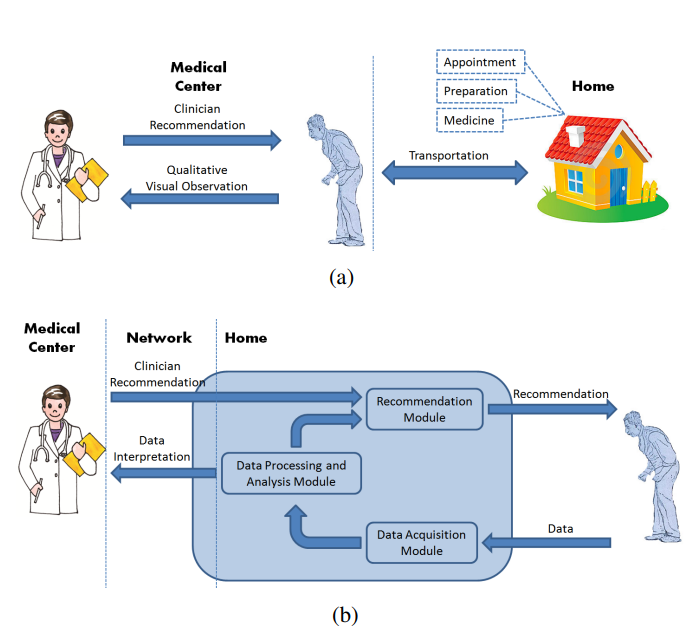 Medical
Center
Clinician
Recommendation
Qualitative
Visual Observation
Appointment
Preparation
Medicine
Home
Transportation
(a)
Medical
Center
Network
Home
Clinician
Recommendation
Recommendation
Module
Recommendation
Data
Interpretation
Data Processing and
Analysis Module
Data Acquisition
Module
Data
(b)